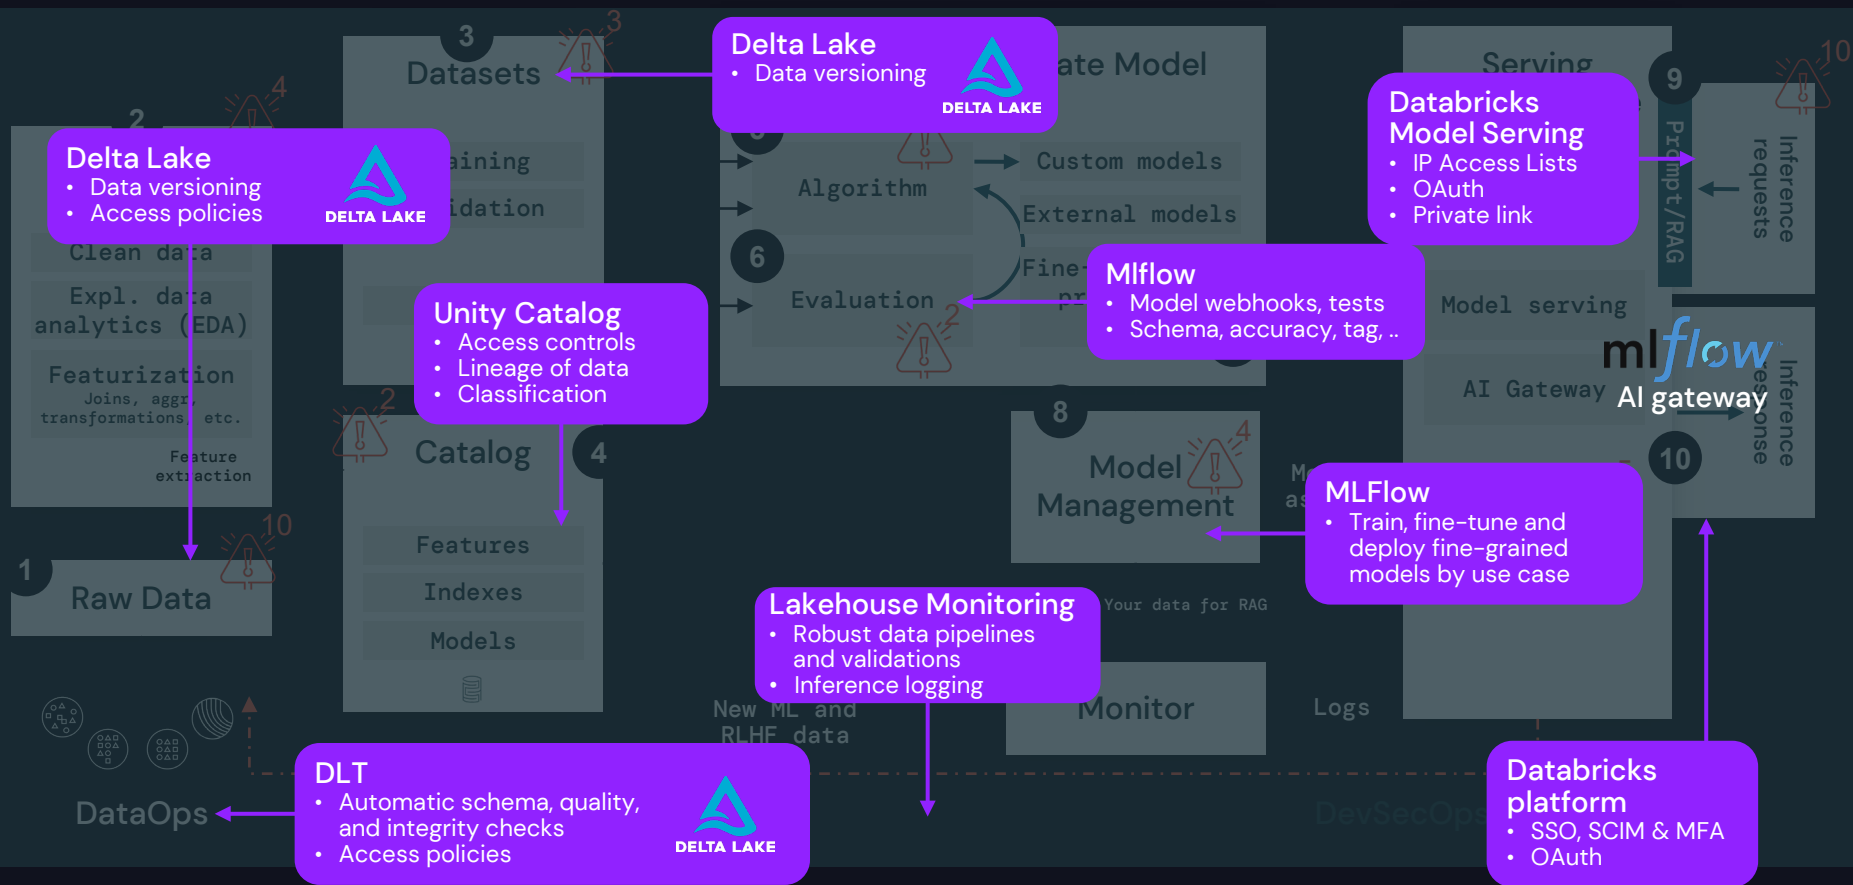 3
Datasets
3
Delta Lake
• Data versioning
DELTA LAKE
ate Model
Serving
9
10
4
2
Delta Lake
• Data versioning
• Access policies
DELTA LAKE
aining
idation
Algorithm
Custom models
External models
Databricks
Model Serving
• IP Access Lists
• OAuth
• Private link
Prompt/RAG
Inference
requests
Clean data
Expl. data
analytics (EDA)
Featurization
Joins, aggr,
transformations, etc.
Feature
extraction
6
Evaluation
2
Fine-
pr
Mlflow
• Model webhooks, tests
• Schema, accuracy, tag, ..
Unity Catalog
• Access controls
• Lineage of data
• Classification
Model serving
mlflow
AI gateway
AI Gateway
Inference
response
2
Catalog
4
Features
Indexes
Models
8
Model
Management
4
10
MLFlow
• Train, fine-tune and
deploy fine-grained
models by use case
10
1
Raw Data
Lakehouse Monitoring
• Robust data pipelines
and validations
• Inference logging
Your data for RAG
New ML and
RLHF data
Monitor
Logs
DLT
• Automatic schema, quality,
and integrity checks
• Access policies
DELTA LAKE
DataOps
DevSecOps
Databricks
platform
• SSO, SCIM & MFA
• OAuth